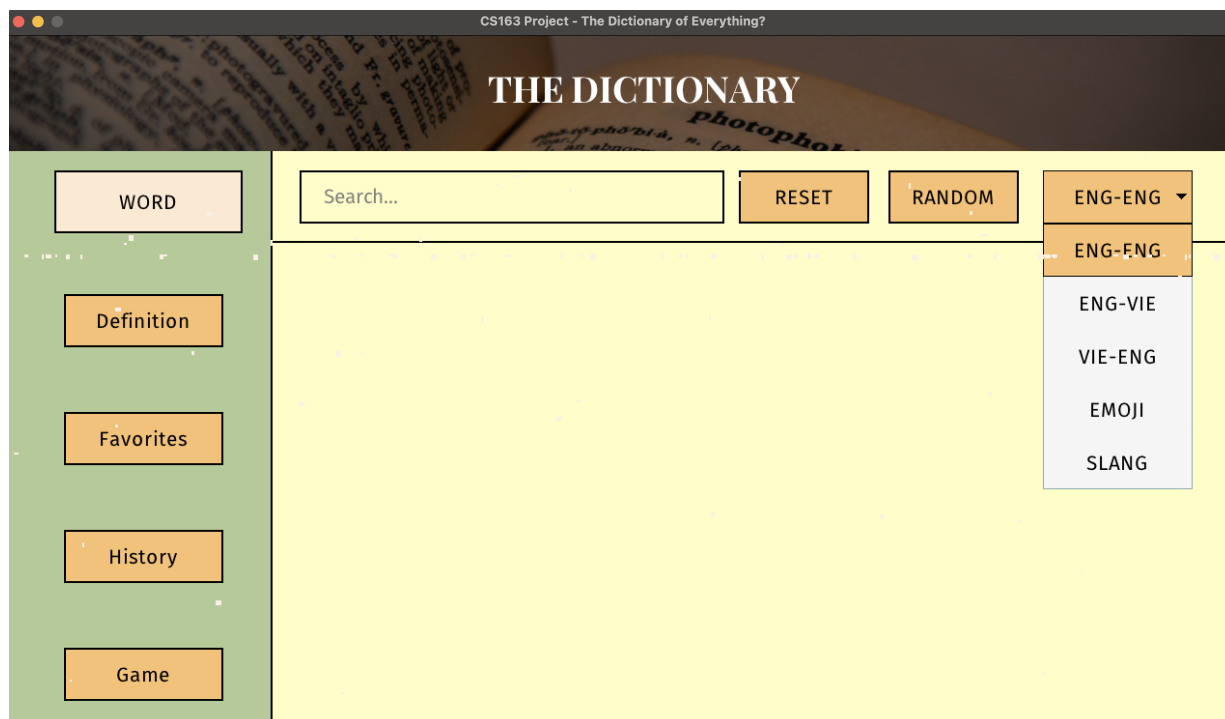 CS163 Project - The Dictionary of Everything?
THE DICTIONARY
photophob
WORD
Search...
RESET
RANDOM
ENG-ENG
ENG-ENG
ENG-VIE
VIE-ENG
EMOJI
SLANG
Definition
Favorites
History
Game